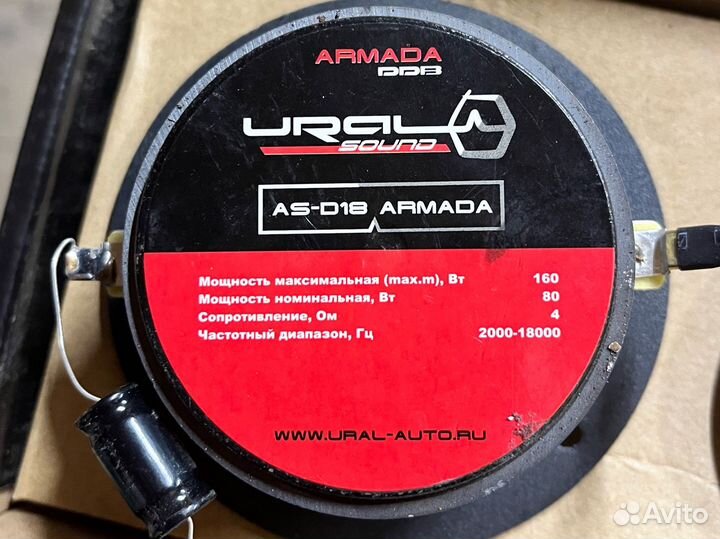 ARMADA
DDB
URAL
SOUND
AS-D18 ARMADA
Мощность максимальная (max.m), Вт 160
Мощность номинальная, Вт 80
Сопротивление, Ом 4
Частотный диапазон, Гц 2000-18000
WWW.URAL-AUTO.RU
Avito